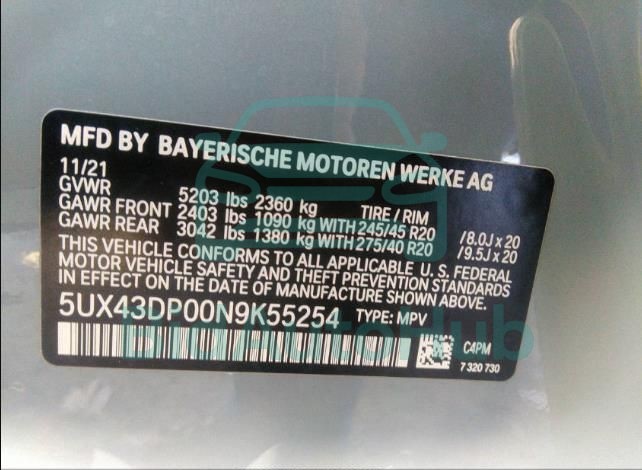 MFD BY BAYERISCHE MOTOREN WERKE AG
11/21
GVWR 5203 lbs 2360 kg TIRE / RIM
GAWR FRONT 2403 lbs 1090 kg WITH 245/45 R20 /8.0J x 20
GAWR REAR 3042 lbs 1380 kg WITH 275/40 R20 /9.5J x 20
THIS VEHICLE CONFORMS TO ALL APPLICABLE U. S. FEDERAL
MOTOR VEHICLE SAFETY AND THEFT PREVENTION STANDARDS
IN EFFECT ON THE DATE OF MANUFACTURE SHOWN ABOVE.
5UX43DP00N9K55254 TYPE: MPV
C4PM
7 320 730